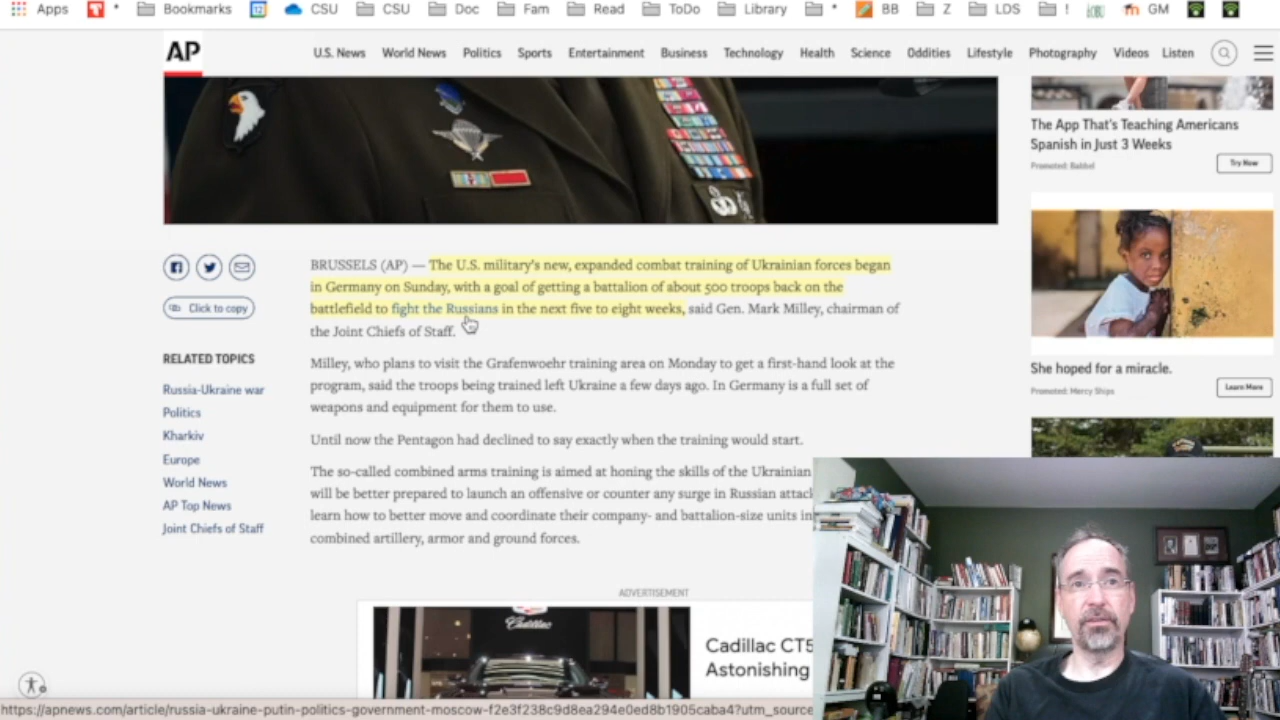 Apps
*
Bookmarks
CSU
CSU
Doc
Fam
Read
ToDo
Library
*
BB
Z
LDS
!
GM
AP
U.S. News World News Politics Sports Entertainment Business Technology Health Science Oddities Lifestyle Photography Videos Listen
The App That's Teaching Americans
Spanish in Just 3 Weeks
Promoted: Babbel
Try Now
Click to copy
RELATED TOPICS
Russia-Ukraine war
Politics
Kharkiv
Europe
World News
AP Top News
Joint Chiefs of Staff
BRUSSELS (AP) — The U.S. military's new, expanded combat training of Ukrainian forces began
in Germany on Sunday, with a goal of getting a battalion of about 500 troops back on the
battlefield to fight the Russians in the next five to eight weeks, said Gen. Mark Milley, chairman of
the Joint Chiefs of Staff.
Milley, who plans to visit the Grafenwoehr training area on Monday to get a first-hand look at the
program, said the troops being trained left Ukraine a few days ago. In Germany is a full set of
weapons and equipment for them to use.
Until now the Pentagon had declined to say exactly when the training would start.
The so-called combined arms training is aimed at honing the skills of the Ukrainian
will be better prepared to launch an offensive or counter any surge in Russian attac
learn how to better move and coordinate their company- and battalion-size units in
combined artillery, armor and ground forces.
She hoped for a miracle.
Promoted: Mercy Ships
Learn More
ADVERTISEMENT
Cadillac
Cadillac CT5
Astonishing
https://apnews.com/article/russia-ukraine-putin-politics-government-moscow-f2e3f238c9d8ea294e0ed8b1905caba4?utm_source